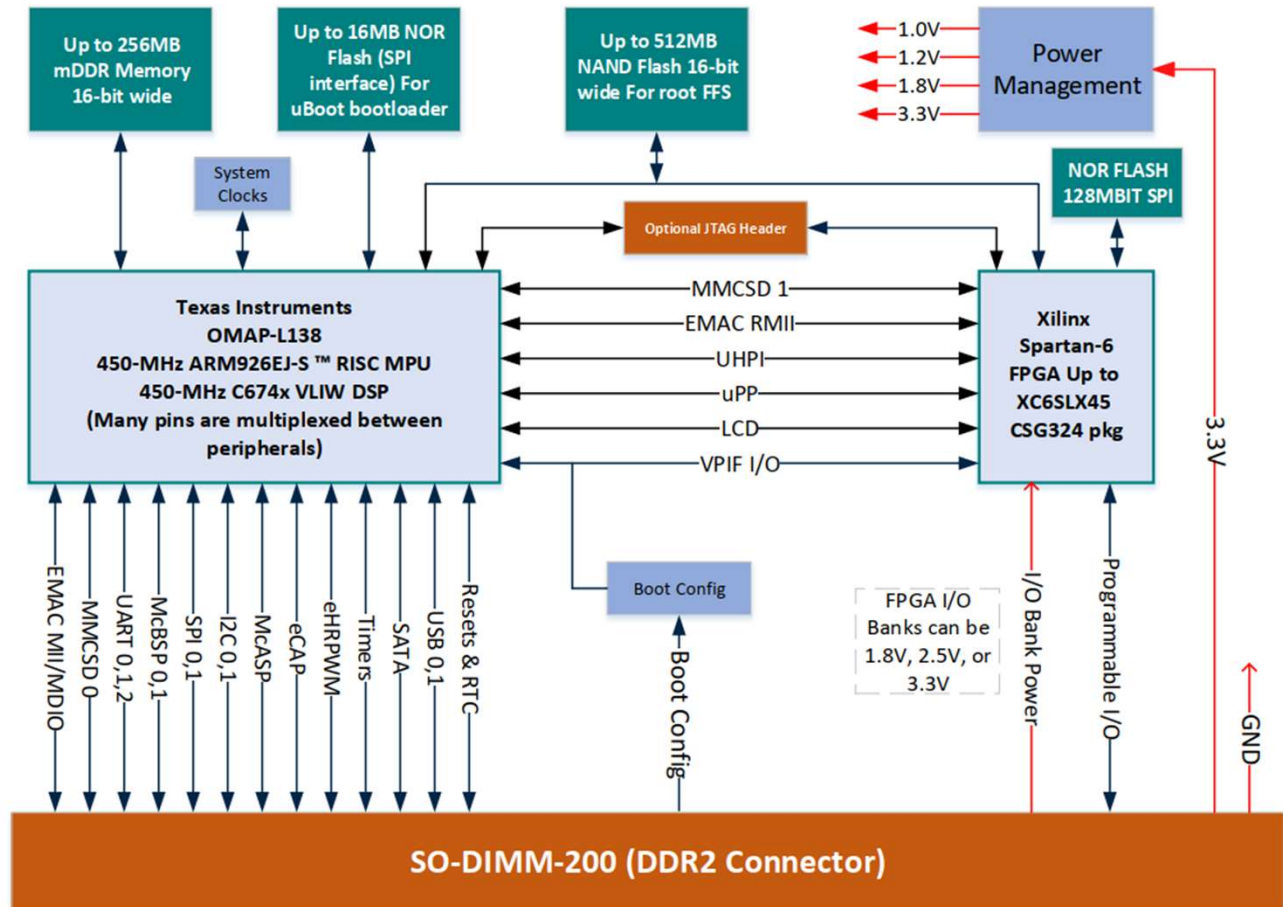 Up to 256MB
mDDR Memory
16-bit wide
Up to 16MB NOR
Flash (SPI
interface) For
uBoot bootloader
Up to 512MB
NAND Flash 16-bit
wide For root FFS
1.0V
1.2V
1.8V
3.3V
Power
Management
System
Clocks
NOR FLASH
128MBIT SPI
Optional JTAG Header
Texas Instruments
OMAP-L138
450-MHz ARM926EJ-S ™ RISC MPU
450-MHz C674x VLIW DSP
(Many pins are multiplexed between
peripherals)
MMCSD 1
EMAC RMII
UHPI
uPP
LCD
VPIF I/O
Xilinx
Spartan-6
FPGA Up to
XC6SLX45
CSG324 pkg
3.3V
EMAC MII/MDIO
MMCSD 0
UART 0,1,2
McBSP 0,1
SPI 0,1
I2C 0,1
McASP
eCAP
eHRPWM
Timers
SATA
USB 0,1
Resets & RTC
Boot Config
Boot Config
FPGA I/O
Banks can be
1.8V, 2.5V, or
3.3V
I/O Bank Power
Programmable I/O
GND
SO-DIMM-200 (DDR2 Connector)